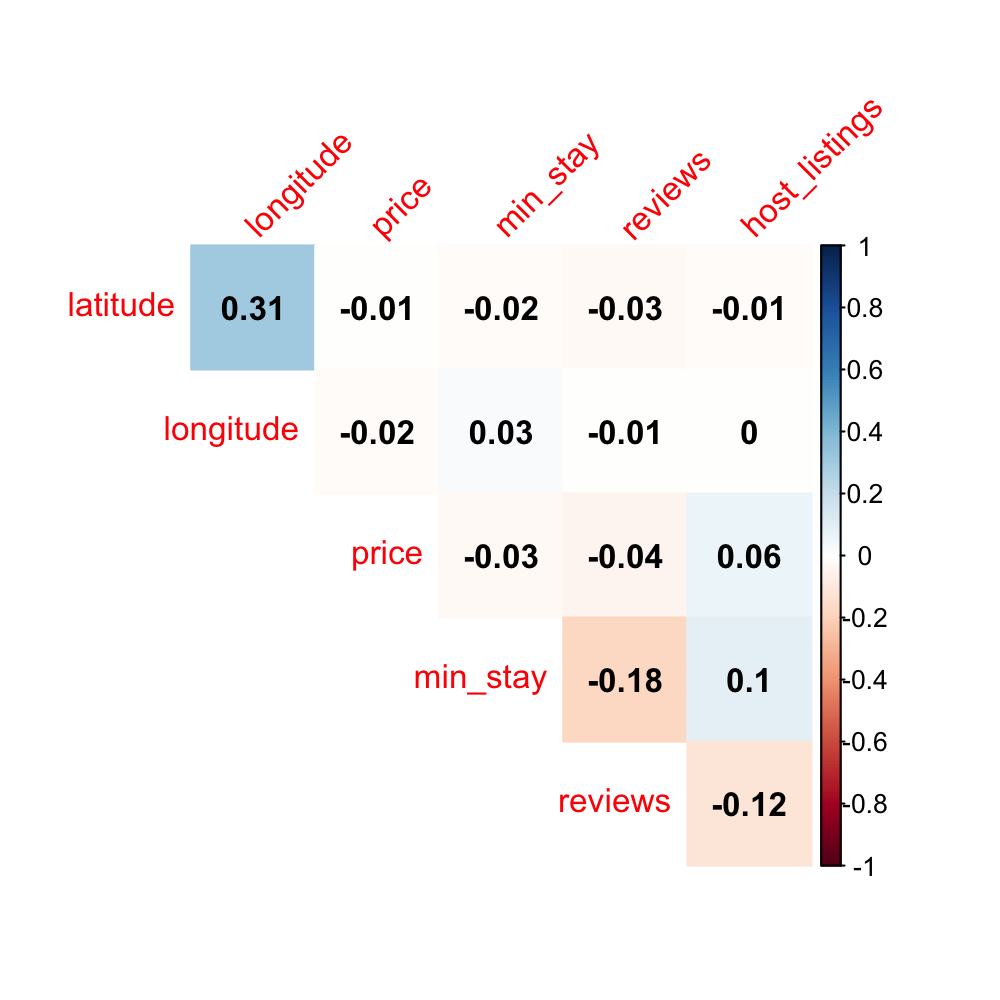 longitude price min_stay reviews host_listings
latitude 0.31 -0.01 -0.02 -0.03 -0.01
longitude -0.02 0.03 -0.01 0
price -0.03 -0.04 0.06
min_stay -0.18 0.1
reviews -0.12
1
0.8
0.6
0.4
0.2
0
-0.2
-0.4
-0.6
-0.8
-1